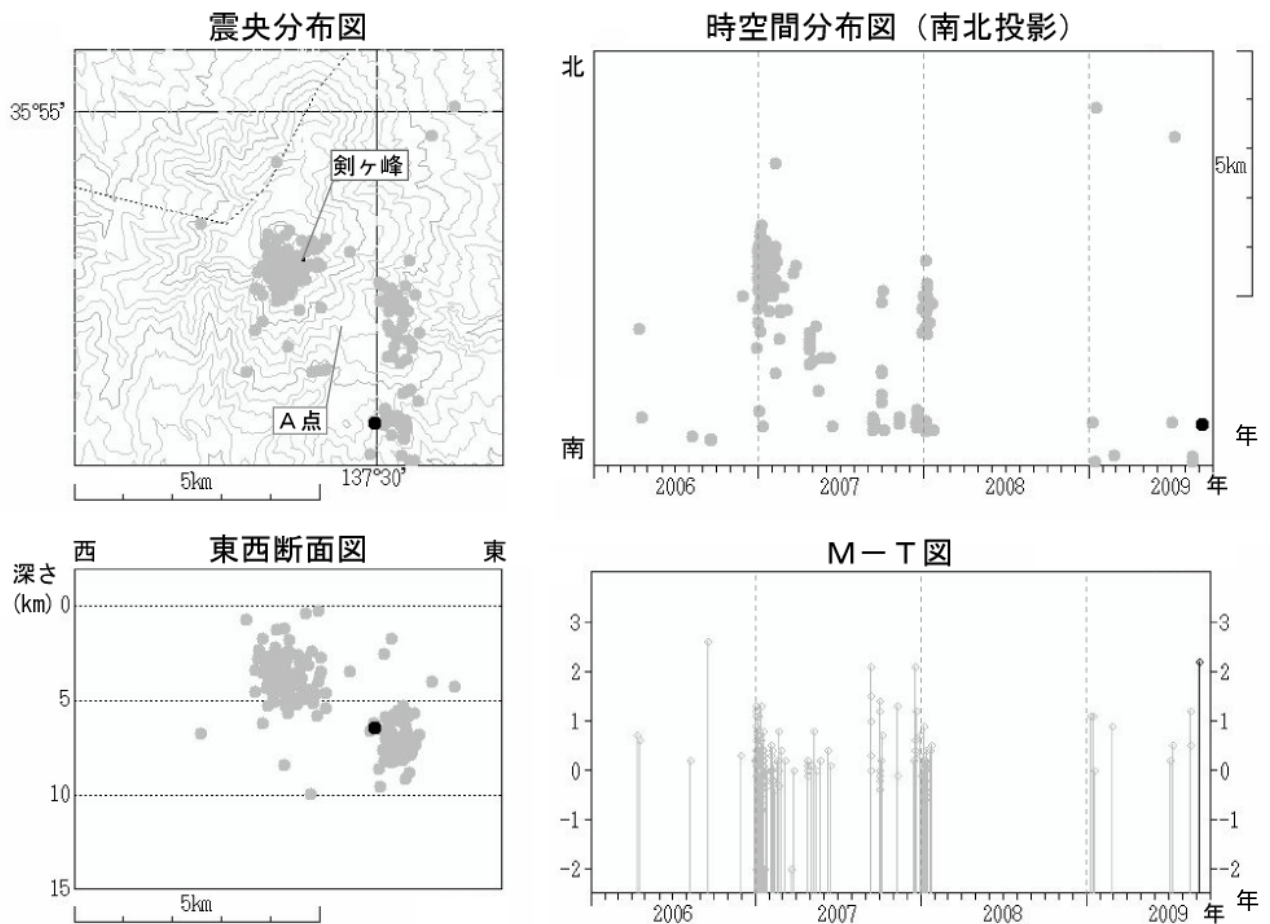 震央分布図
35°55’
剣ヶ峰
A点
5km
137°30’
時空間分布図（南北投影）
北
5km
南
年
2006
2007
2008
2009
年
東西断面図
西
東
深さ
(km)
0
5
10
15
5km
M－T図
3
2
1
0
-1
-2
3
2
1
0
-1
-2
年
2006
2007
2008
2009
年